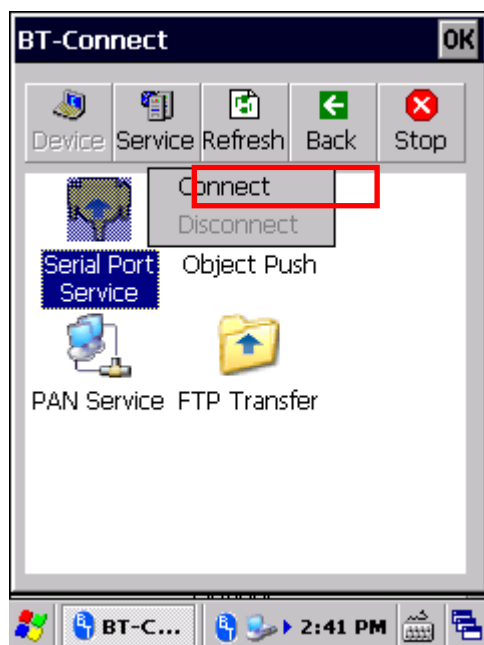 BT-Connect OK
Device Service Refresh Back Stop
Connect
Disconnect
Serial Port Object Push
Service
PAN Service FTP Transfer
BT-C... 2:41 PM